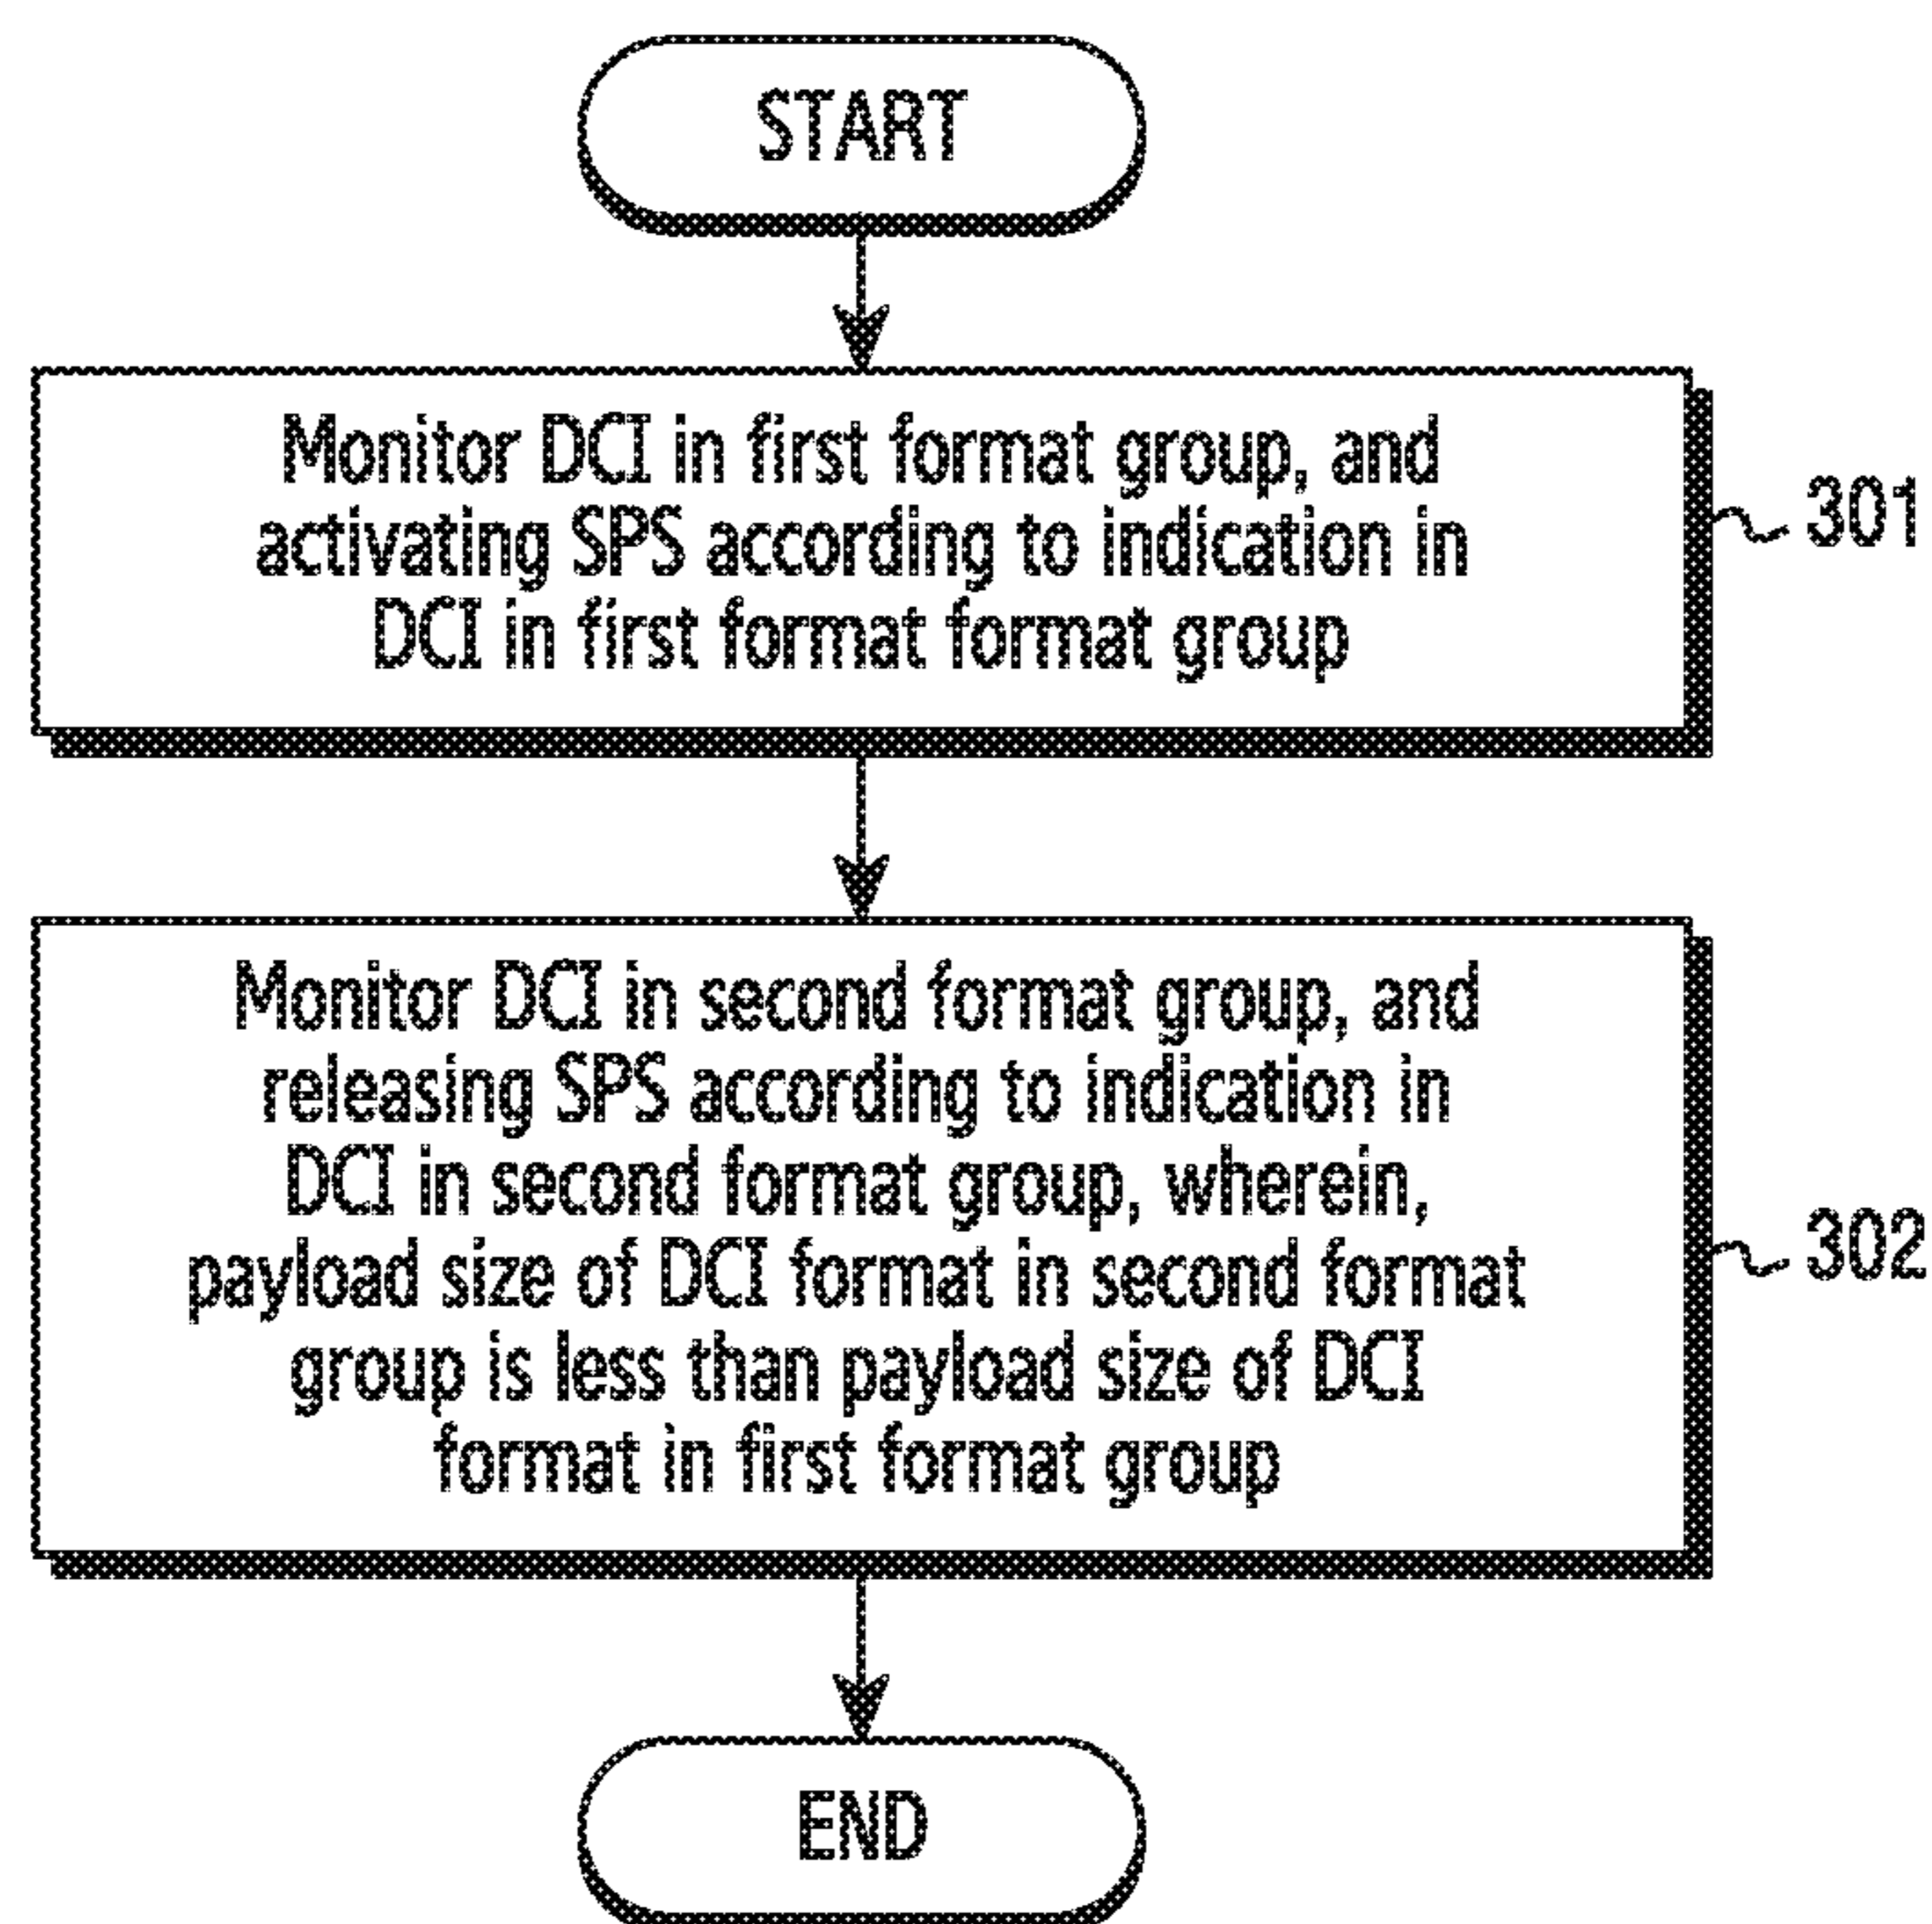 START
Monitor DCI in first format group, and
activating SPS according to indication in
DCI in first format format group
301
Monitor DCI in second format group, and
releasing SPS according to indication in
DCI in second format group, wherein,
payload size of DCI format in second format
group is less than payload size of DCI
format in first format group
302
END